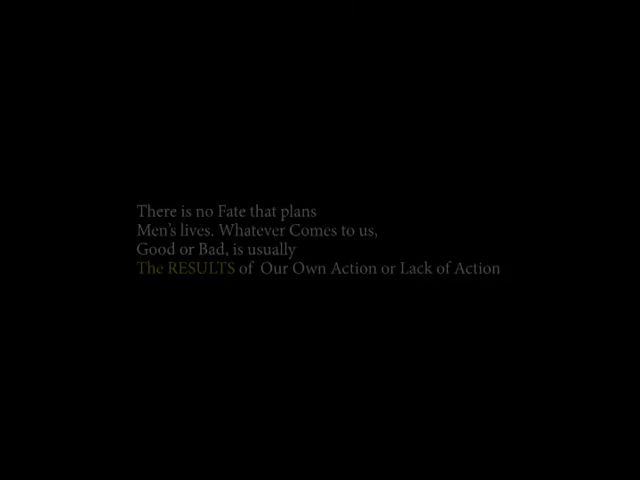 There is no Fate that plans
Men's lives. Whatever Comes to us,
Good or Bad, is usually
The RESULTS of Our Own Action or Lack of Action